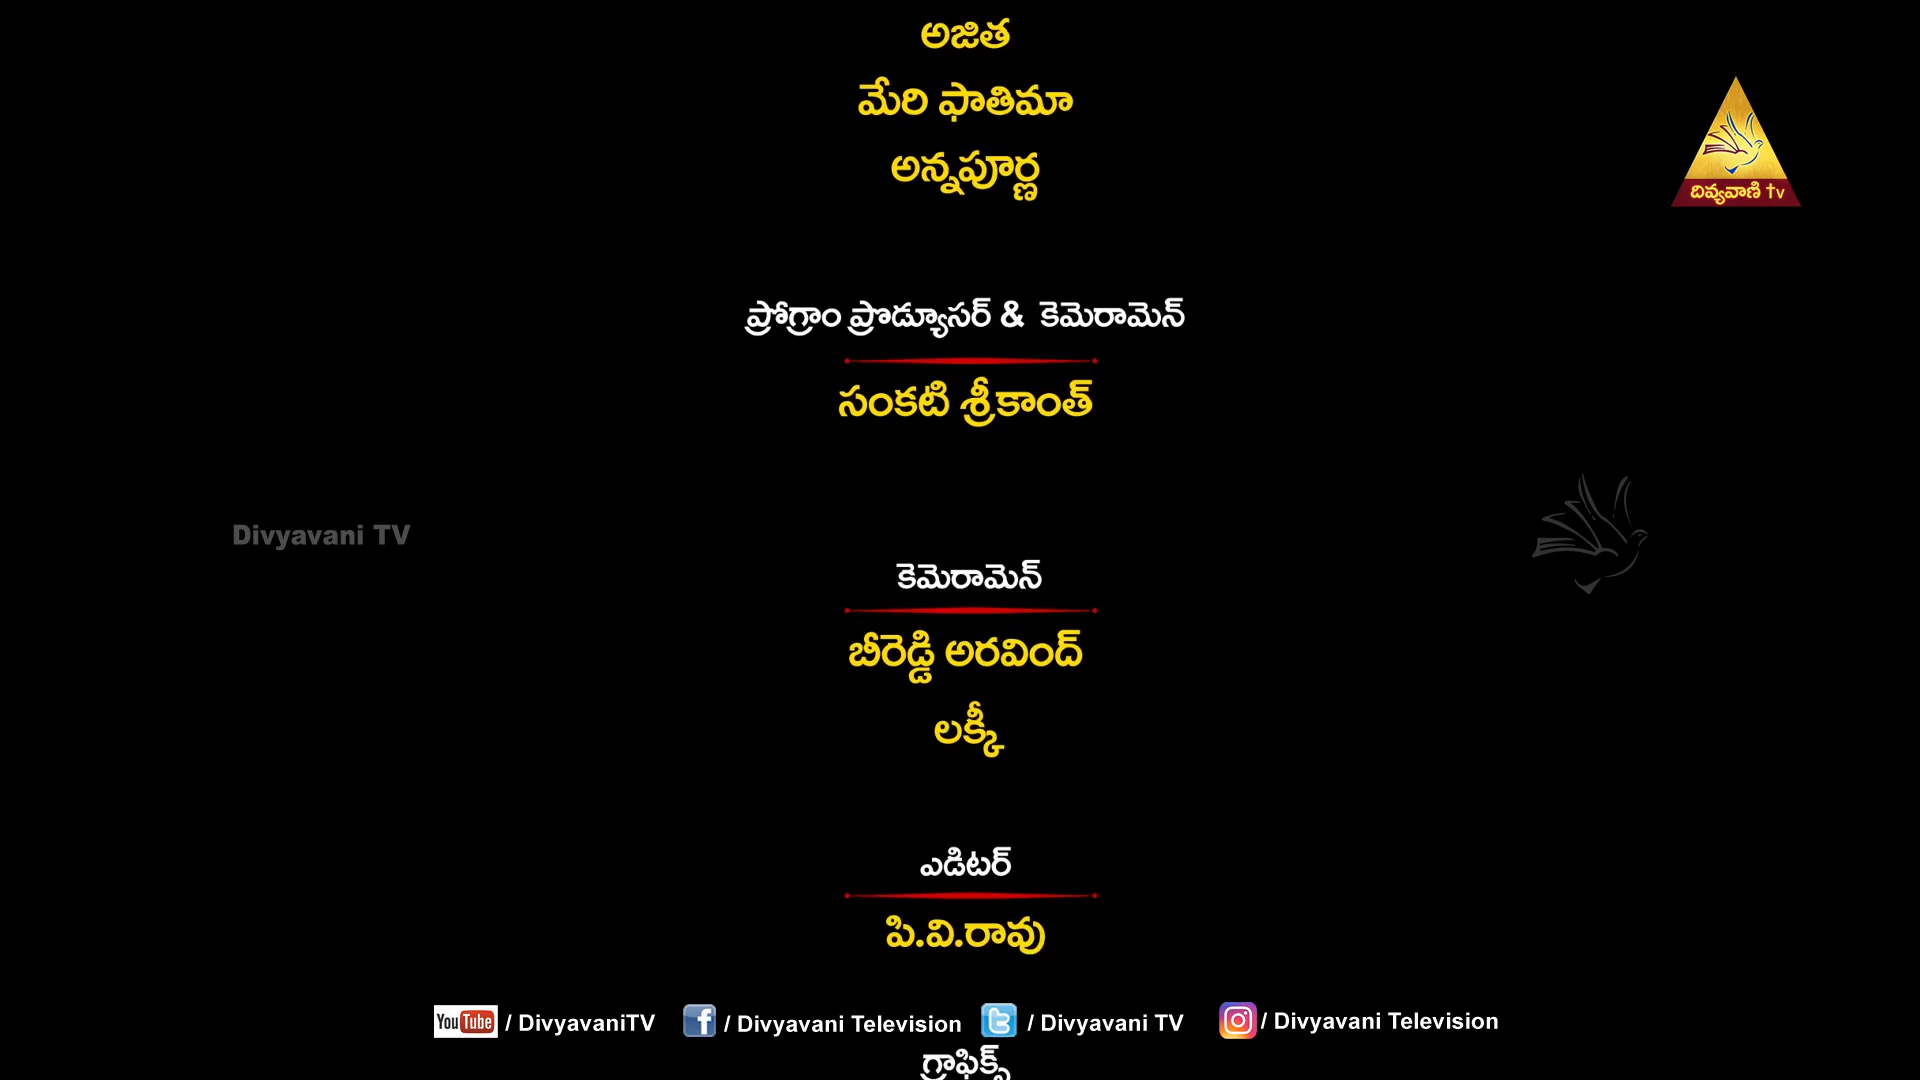 అజిత
మేరి ఫాతిమా
అన్నపూర్ణ
దివ్యవాణి tv
ప్రోగ్రాం ప్రొడ్యూసర్ & కెమెరామెన్
సంకటి శ్రీకాంత్
Divyavani TV
కెమెరామెన్
బీరెడ్డి అరవింద్
లక్కీ
ఎడిటర్
పి.వి.రావు
YouTube / DivyavaniTV / Divyavani Television / Divyavani TV / Divyavani Television
గ్రాఫిక్స్